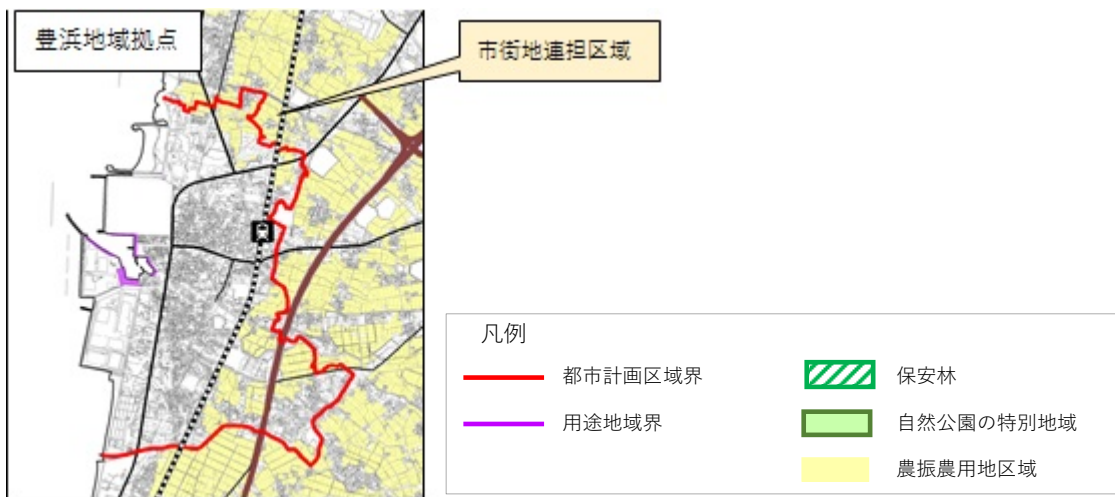 豊浜地域拠点
市街地連担区域
凡例
都市計画区域界
用途地域界
保安林
自然公園の特別地域
農振農用地区域